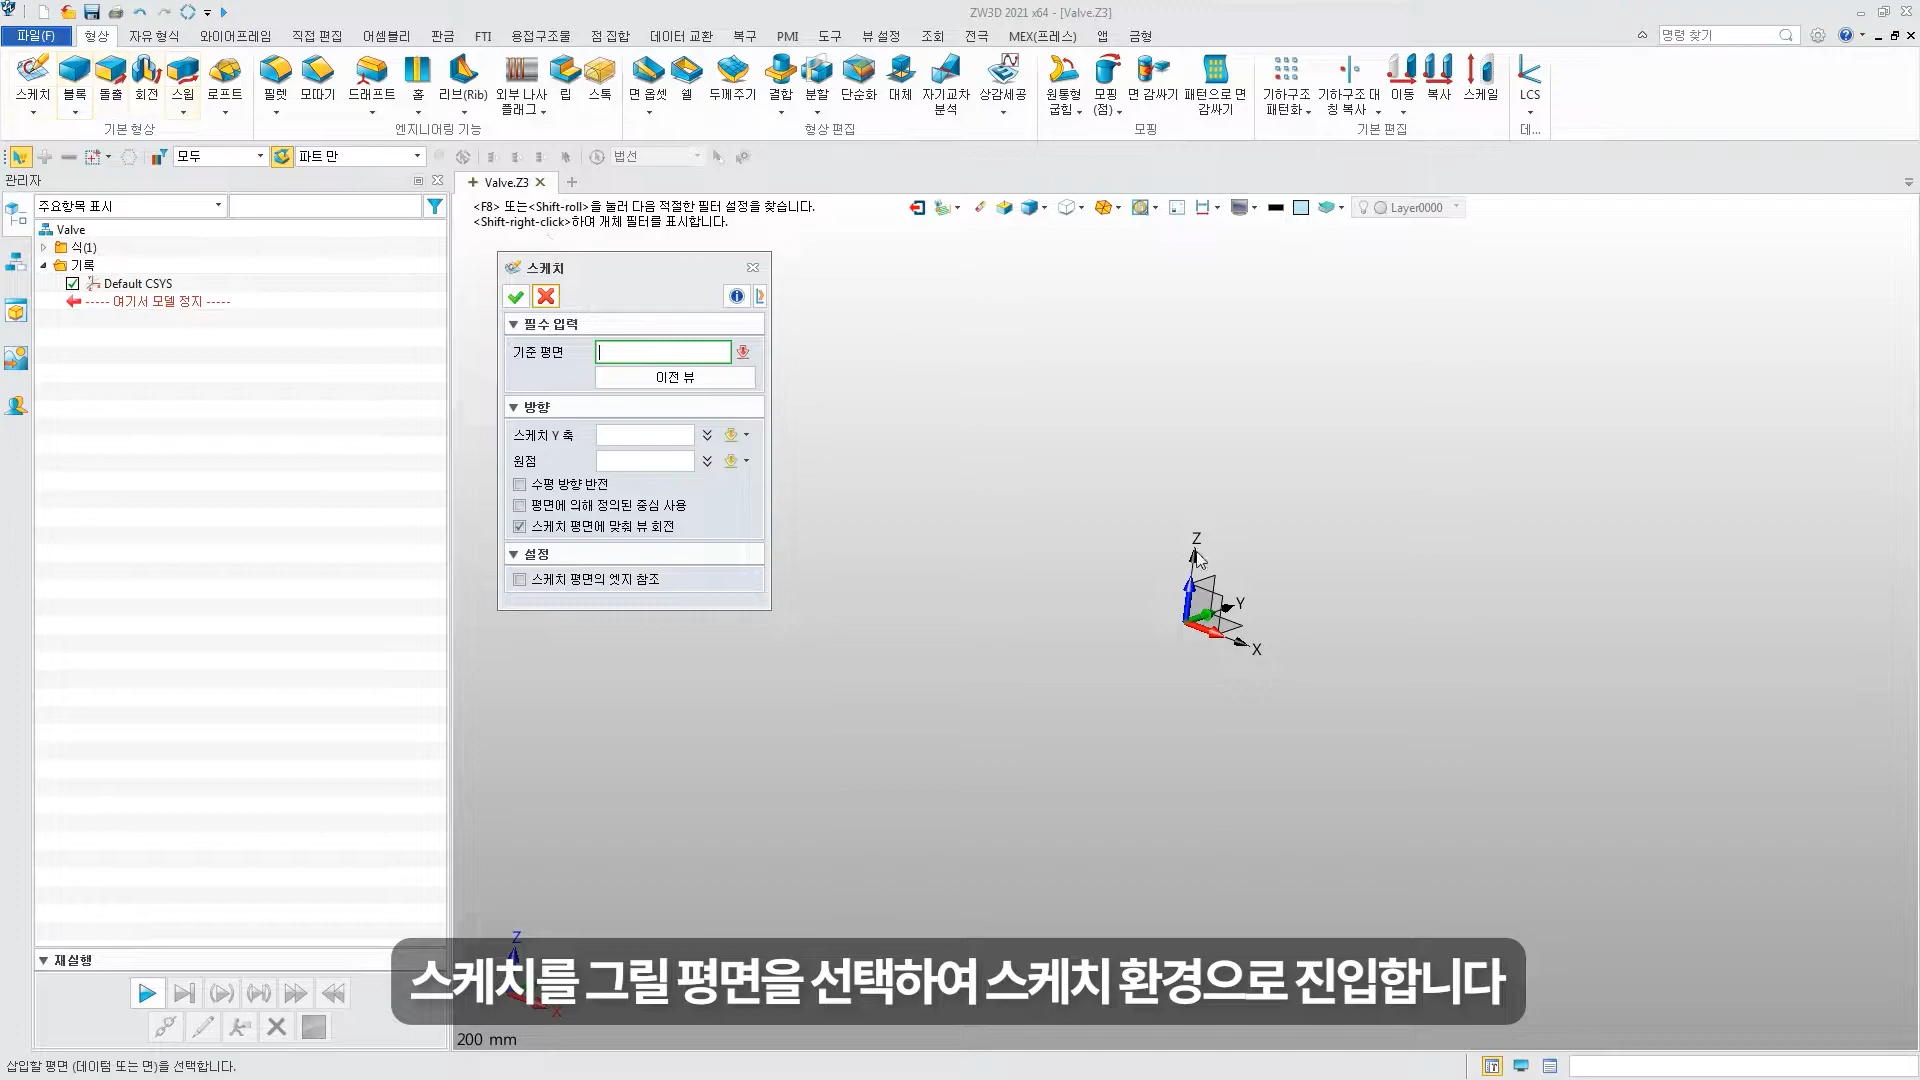 ZW3D 2021 x64 - [Valve.Z3]
파일(F) 형상 자유 형식 와이어프레임 직접 편집 어셈블리 판금 FTI 용접구조물 점 집합 데이터 교환 복구 PMI 도구 뷰 설정 조회 전극 MEX(프레스) 앱 금형
명령 찾기
스케치 블록 돌출 회전 스윕 로프트 필렛 모따기 드래프트 홀 리브(Rib) 외부 나사 플래그 립 스톡 면 옵셋 쉘 두께주기 결합 분할 단순화 대체 자기교차 분석 상감세공 원통형 굽힘 모핑 (점) 면 감싸기 패턴으로 면 감싸기 기하구조 패턴화 기하구조 대칭 복사 이동 복사 스케일 LCS
기본 형상 엔지니어링 기능 형상 편집 모핑 기본 편집 데...
모두 파트 만 법선
관리자
Valve.Z3
주요항목 표시
<F8> 또는<Shift-roll>을 눌러 다음 적절한 필터 설정을 찾습니다.
<Shift-right-click>하며 개체 필터를 표시합니다.
Layer0000
Valve
식(1)
기록
Default CSYS
----- 여기서 모델 정지 -----
스케치
필수 입력
기준 평면
이전 뷰
방향
스케치 Y 축
원점
수평 방향 반전
평면에 의해 정의된 중심 사용
스케치 평면에 맞춰 뷰 회전
설정
스케치 평면의 엣지 참조
Z
Y
X
재실행
Z
X
스케치를 그릴 평면을 선택하여 스케치 환경으로 진입합니다
200 mm
삽입할 평면 (데이텀 또는 면)을 선택합니다.